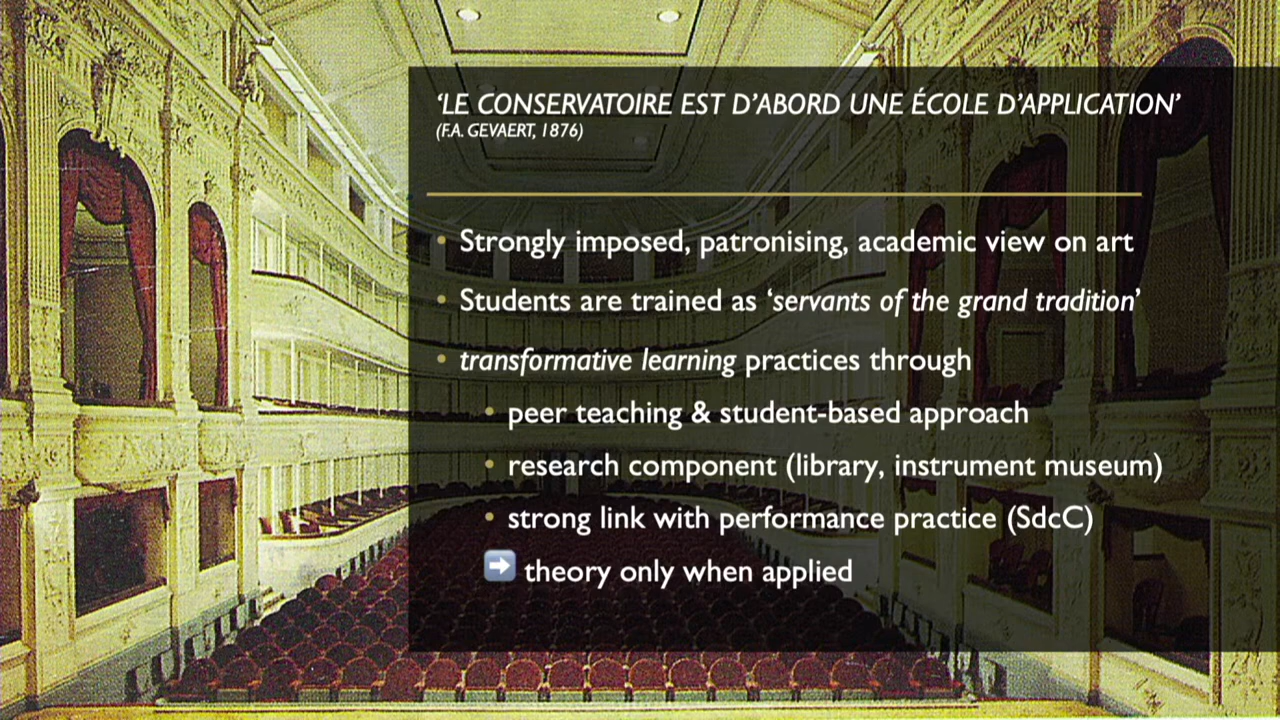 ‘LE CONSERVATOIRE EST D’ABORD UNE ÉCOLE D’APPLICATION’
(F.A. GEVAERT, 1876)
• Strongly imposed, patronising, academic view on art
• Students are trained as ‘servants of the grand tradition’
• transformative learning practices through
• peer teaching & student-based approach
• research component (library, instrument museum)
• strong link with performance practice (SdcC)
➡ theory only when applied